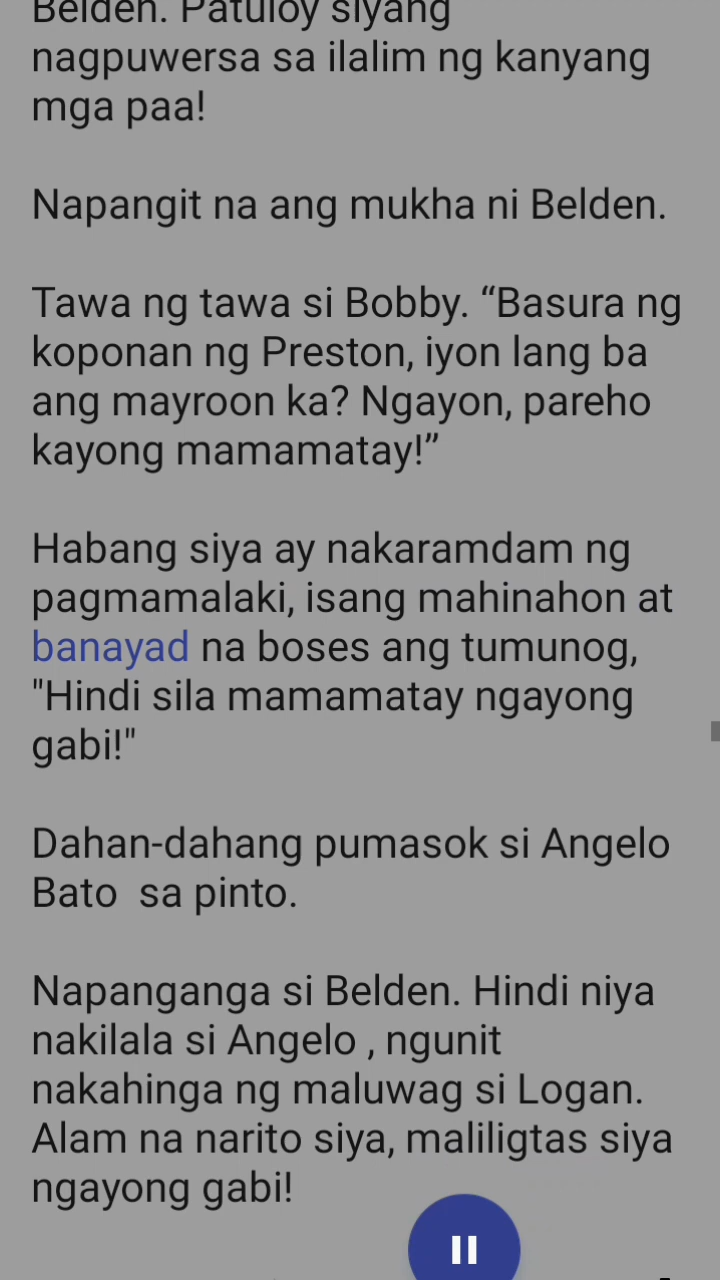 Belden. Patuloy siyang
nagpuwersa sa ilalim ng kanyang
mga paa!
Napangit na ang mukha ni Belden.
Tawa ng tawa si Bobby. “Basura ng
koponan ng Preston, iyon lang ba
ang mayroon ka? Ngayon, pareho
kayong mamamatay!”
Habang siya ay nakaramdam ng
pagmamalaki, isang mahinahon at
banayad na boses ang tumunog,
"Hindi sila mamamatay ngayong
gabi!"
Dahan-dahang pumasok si Angelo
Bato  sa pinto.
Napanganga si Belden. Hindi niya
nakilala si Angelo , ngunit
nakahinga ng maluwag si Logan.
Alam na narito siya, maliligtas siya
ngayong gabi!